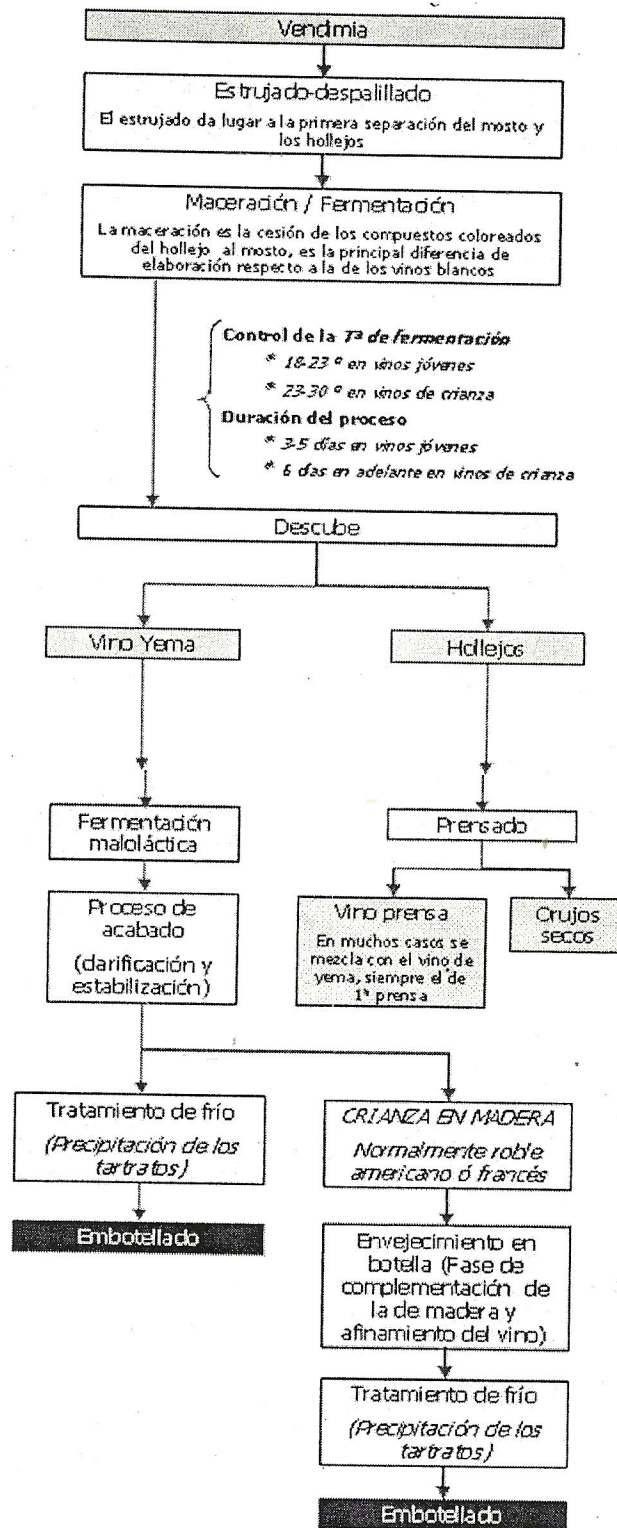 Vendimia
Estrujado-despalillado
El estrujado da lugar a la primera separación del mosto y
los hollejos
Maceración / Fermentación
La maceración es la cesión de los compuestos coloreados
del hollejo al mosto, es la principal diferencia de
elaboración respecto a la de los vinos blancos
Control de la Tª de fermentación
* 18-23 º en vinos jóvenes
* 23-30 º en vinos de crianza
Duración del proceso
* 3-5 días en vinos jóvenes
* 6 días en adelante en vinos de crianza
Descube
Vino Yema
Hollejos
Fermentación
maloláctica
Prensado
Proceso de
acabado
(clarificación y
estabilización)
Vino prensa
En muchos casos se
mezcla con el vino de
yema, siempre el de
1ª prensa
Orujos
secos
Tratamiento de frío
(Precipitación de los
tartratos)
Embotellado
CRIANZA EN MADERA
Normalmente roble
americano ó francés
Envejecimiento en
botella (Fase de
complementación de
la de madera y
afinamiento del vino)
Tratamiento de frío
(Precipitación de los
tartratos)
Embotellado